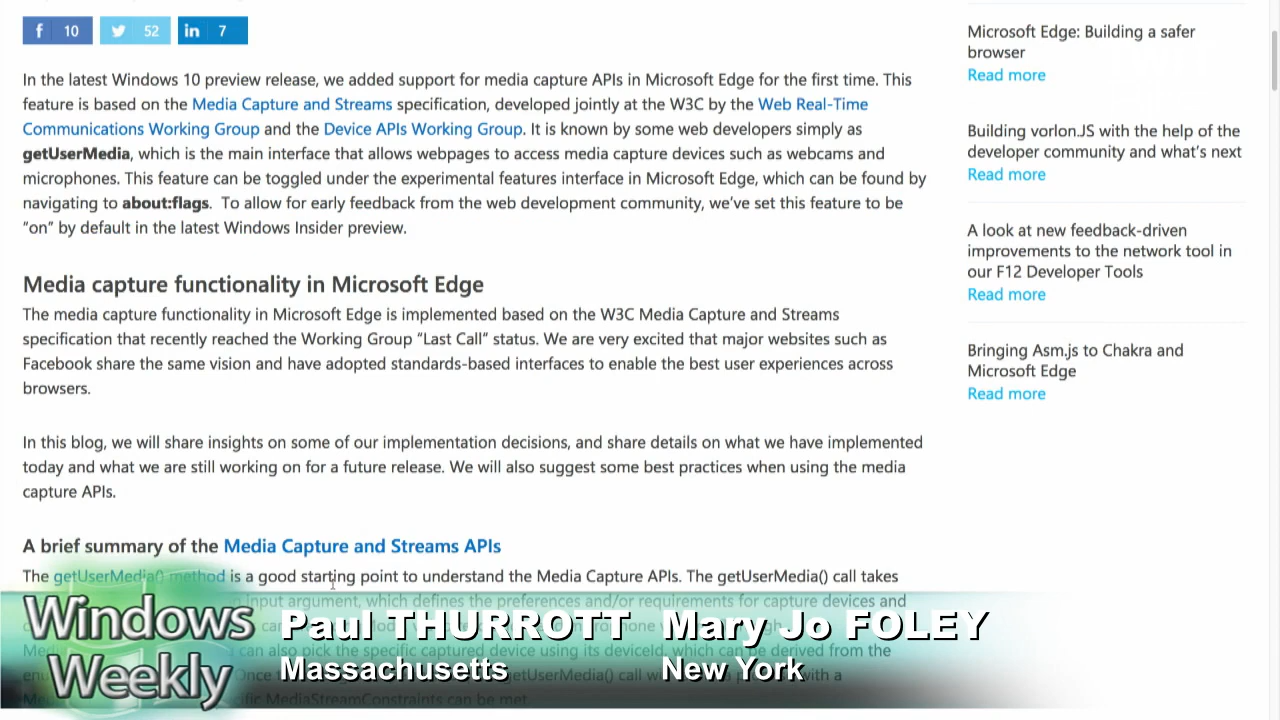 10 52 7
In the latest Windows 10 preview release, we added support for media capture APIs in Microsoft Edge for the first time. This
feature is based on the Media Capture and Streams specification, developed jointly at the W3C by the Web Real-Time
Communications Working Group and the Device APIs Working Group. It is known by some web developers simply as
getUserMedia, which is the main interface that allows webpages to access media capture devices such as webcams and
microphones. This feature can be toggled under the experimental features interface in Microsoft Edge, which can be found by
navigating to about:flags. To allow for early feedback from the web development community, we've set this feature to be
“on” by default in the latest Windows Insider preview.
Media capture functionality in Microsoft Edge
The media capture functionality in Microsoft Edge is implemented based on the W3C Media Capture and Streams
specification that recently reached the Working Group “Last Call” status. We are very excited that major websites such as
Facebook share the same vision and have adopted standards-based interfaces to enable the best user experiences across
browsers.
In this blog, we will share insights on some of our implementation decisions, and share details on what we have implemented
today and what we are still working on for a future release. We will also suggest some best practices when using the media
capture APIs.
A brief summary of the Media Capture and Streams APIs
The getUserMedia() method is a good starting point to understand the Media Capture APIs. The getUserMedia() call takes
input argument, which defines the preferences and/or requirements for capture devices and
can also pick the specific captured device using its deviceId, which can be derived from the
Once getUserMedia() call with a
MediaStreamConstraints can be met.
Microsoft Edge: Building a safer
browser
Read more
Building vorlon.JS with the help of the
developer community and what's next
Read more
A look at new feedback-driven
improvements to the network tool in
our F12 Developer Tools
Read more
Bringing Asm.js to Chakra and
Microsoft Edge
Read more
Windows
Weekly
Paul THURROTT
Massachusetts
Mary Jo FOLEY
New York